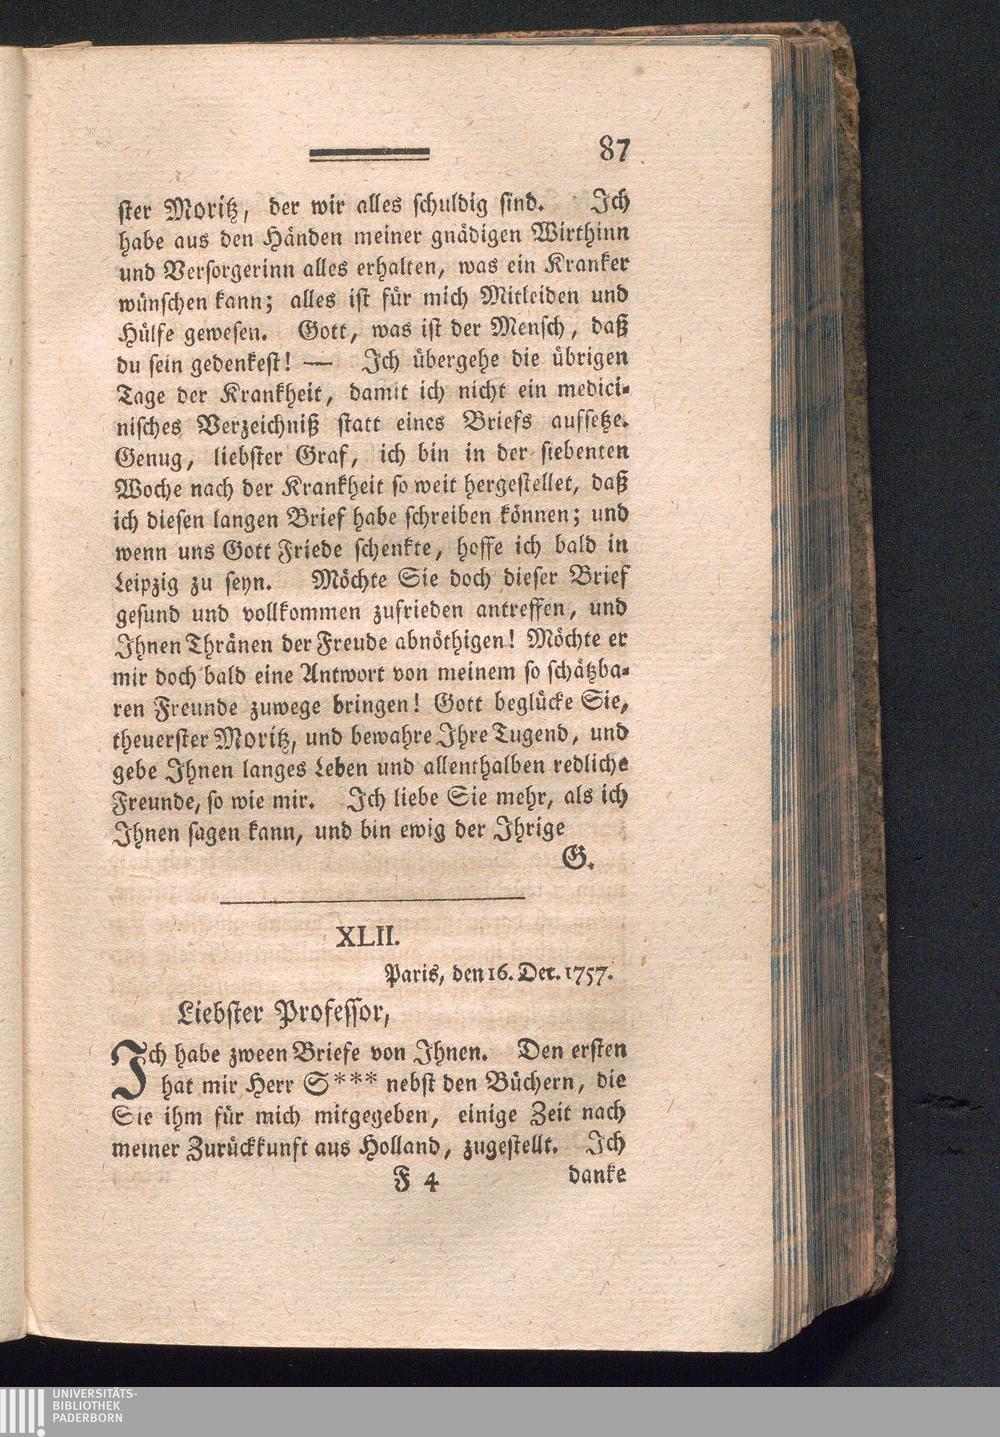 87
ster Moritz, der wir alles schuldig sind. Ich
habe aus den Händen meiner gnädigen Wirthinn
und Versorgerinn alles erhalten, was ein Kranker
wünschen kann; alles ist für mich Mitleiden und
Hülfe gewesen. Gott, was ist der Mensch, daß
du sein gedenkest! — Ich übergehe die übrigen
Tage der Krankheit, damit ich nicht ein medici-
nisches Verzeichniß statt eines Briefs aufsetze.
Genug, liebster Graf, ich bin in der siebenten
Woche nach der Krankheit so weit hergestellet, daß
ich diesen langen Brief habe schreiben können; und
wenn uns Gott Friede schenkte, hoffe ich bald in
Leipzig zu seyn. Möchte Sie doch dieser Brief
gesund und vollkommen zufrieden antreffen, und
Ihnen Thränen der Freude abnöthigen! Möchte er
mir doch bald eine Antwort von meinem so schätzba-
ren Freunde zuwege bringen! Gott beglücke Sie,
theuerster Moritz, und bewahre Ihre Tugend, und
gebe Ihnen langes Leben und allenthalben redliche
Freunde, so wie mir. Ich liebe Sie mehr, als ich
Ihnen sagen kann, und bin ewig der Ihrige
G.
XLII.
Paris, den 16. Dec. 1757.
Liebster Professor,
Ich habe zween Briefe von Ihnen. Den ersten
hat mir Herr S*** nebst den Büchern, die
Sie ihm für mich mitgegeben, einige Zeit nach
meiner Zurückkunft aus Holland, zugestellt. Ich
F 4 danke
UNIVERSITÄTS-
BIBLIOTHEK
PADERBORN